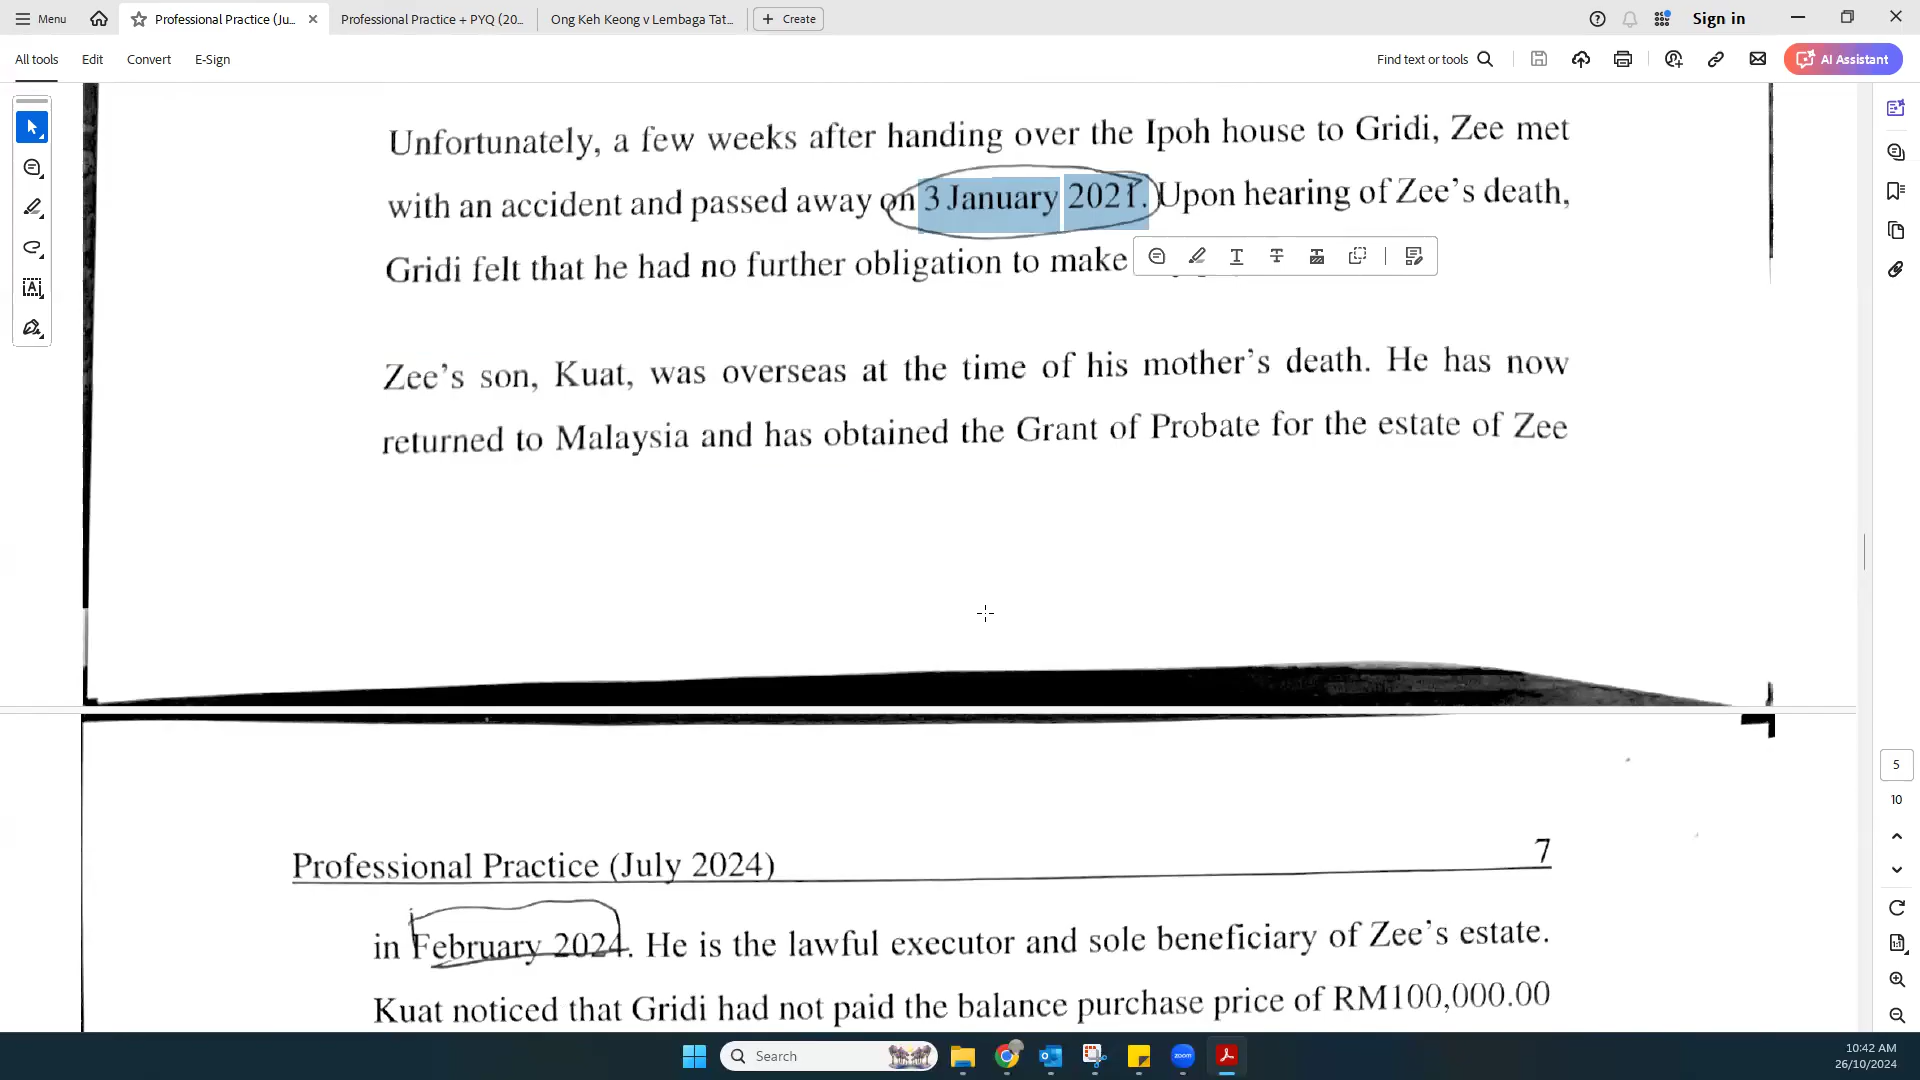 Menu
Professional Practice (Ju...
Professional Practice + PYQ (20...
Ong Keh Keong v Lembaga Tat...
Create
Sign in
All tools
Edit
Convert
E-Sign
Find text or tools
AI Assistant
Unfortunately, a few weeks after handing over the Ipoh house to Gridi, Zee met
with an accident and passed away on 3 January 2021. Upon hearing of Zee's death,
Gridi felt that he had no further obligation to make
Zee's son, Kuat, was overseas at the time of his mother's death. He has now
returned to Malaysia and has obtained the Grant of Probate for the estate of Zee
5
10
Professional Practice (July 2024)
7
in February 2024. He is the lawful executor and sole beneficiary of Zee's estate.
Kuat noticed that Gridi had not paid the balance purchase price of RM100,000.00
Search
zoom
10:42 AM
26/10/2024